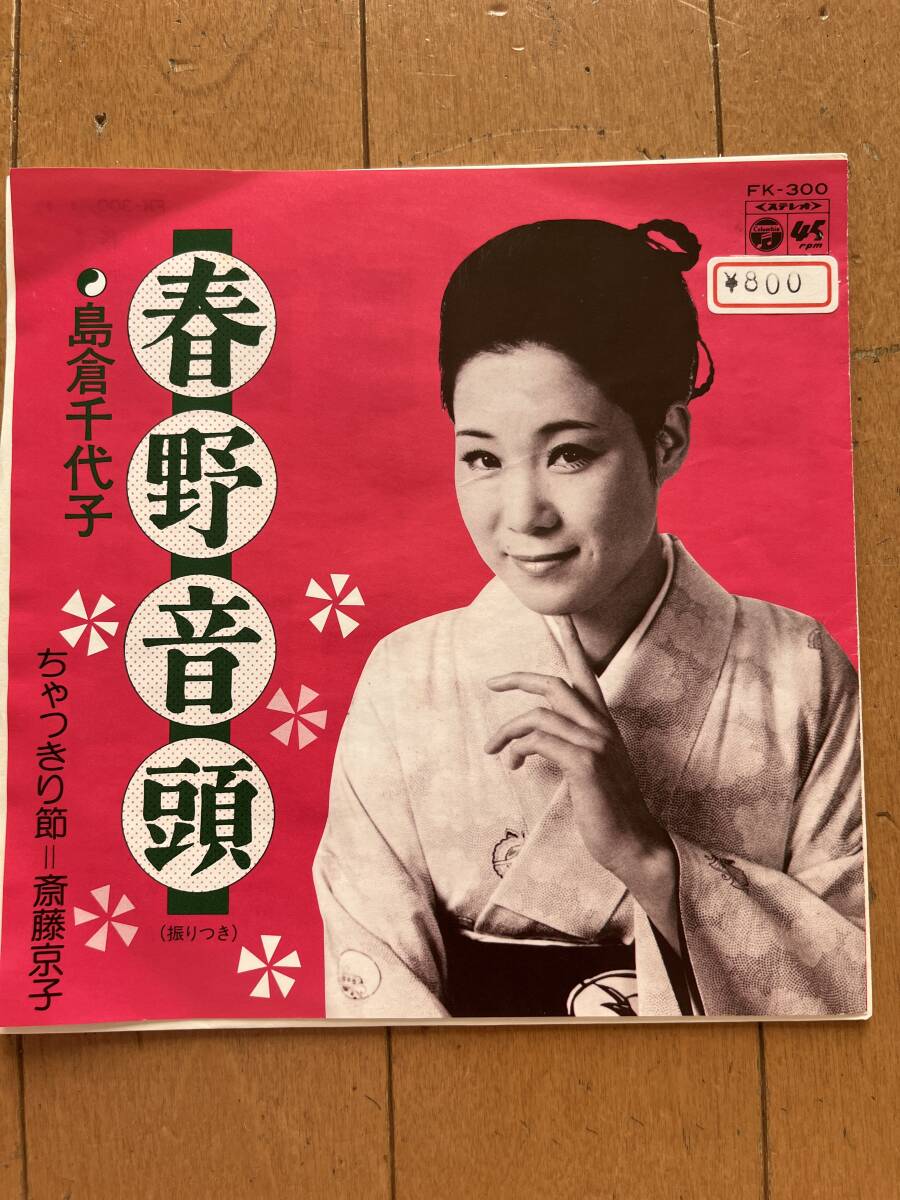 FK-300
<ステレオ>
Columbia
45
rpm
¥800
春野音頭
(振りつき)
島倉千代子
ちゃっきり節=斎藤京子